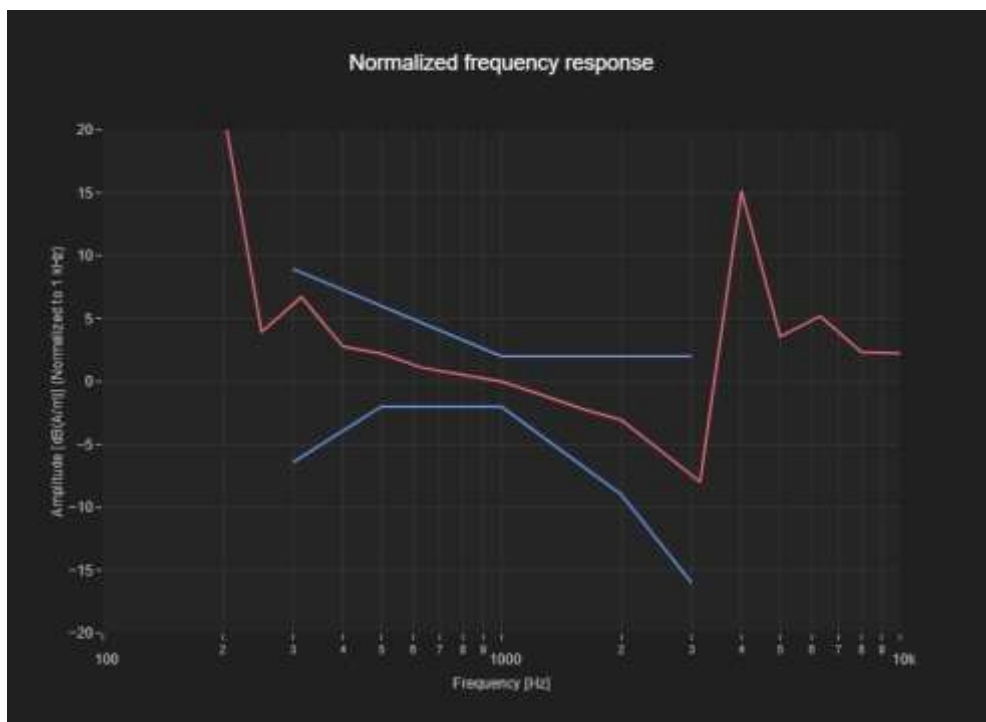 Normalized frequency response
Amplitude [dB(A/m)] (Normalized to 1 kHz)
20
15
10
5
0
−5
−10
−15
−20
100 2 3 4 5 6 7 8 9 1000 2 3 4 5 6 7 8 9 10k
Frequency [Hz]